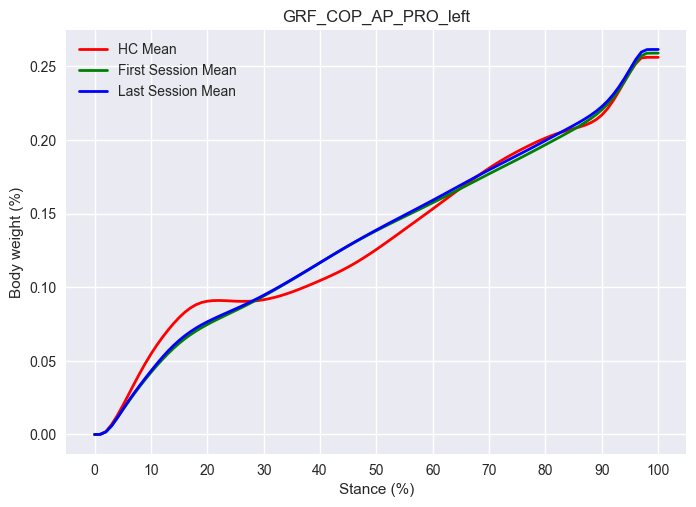 GRF_COP_AP_PRO_left
HC Mean
First Session Mean
Last Session Mean
Body weight (%)
0.25
0.20
0.15
0.10
0.05
0.00
0 10 20 30 40 50 60 70 80 90 100
Stance (%)